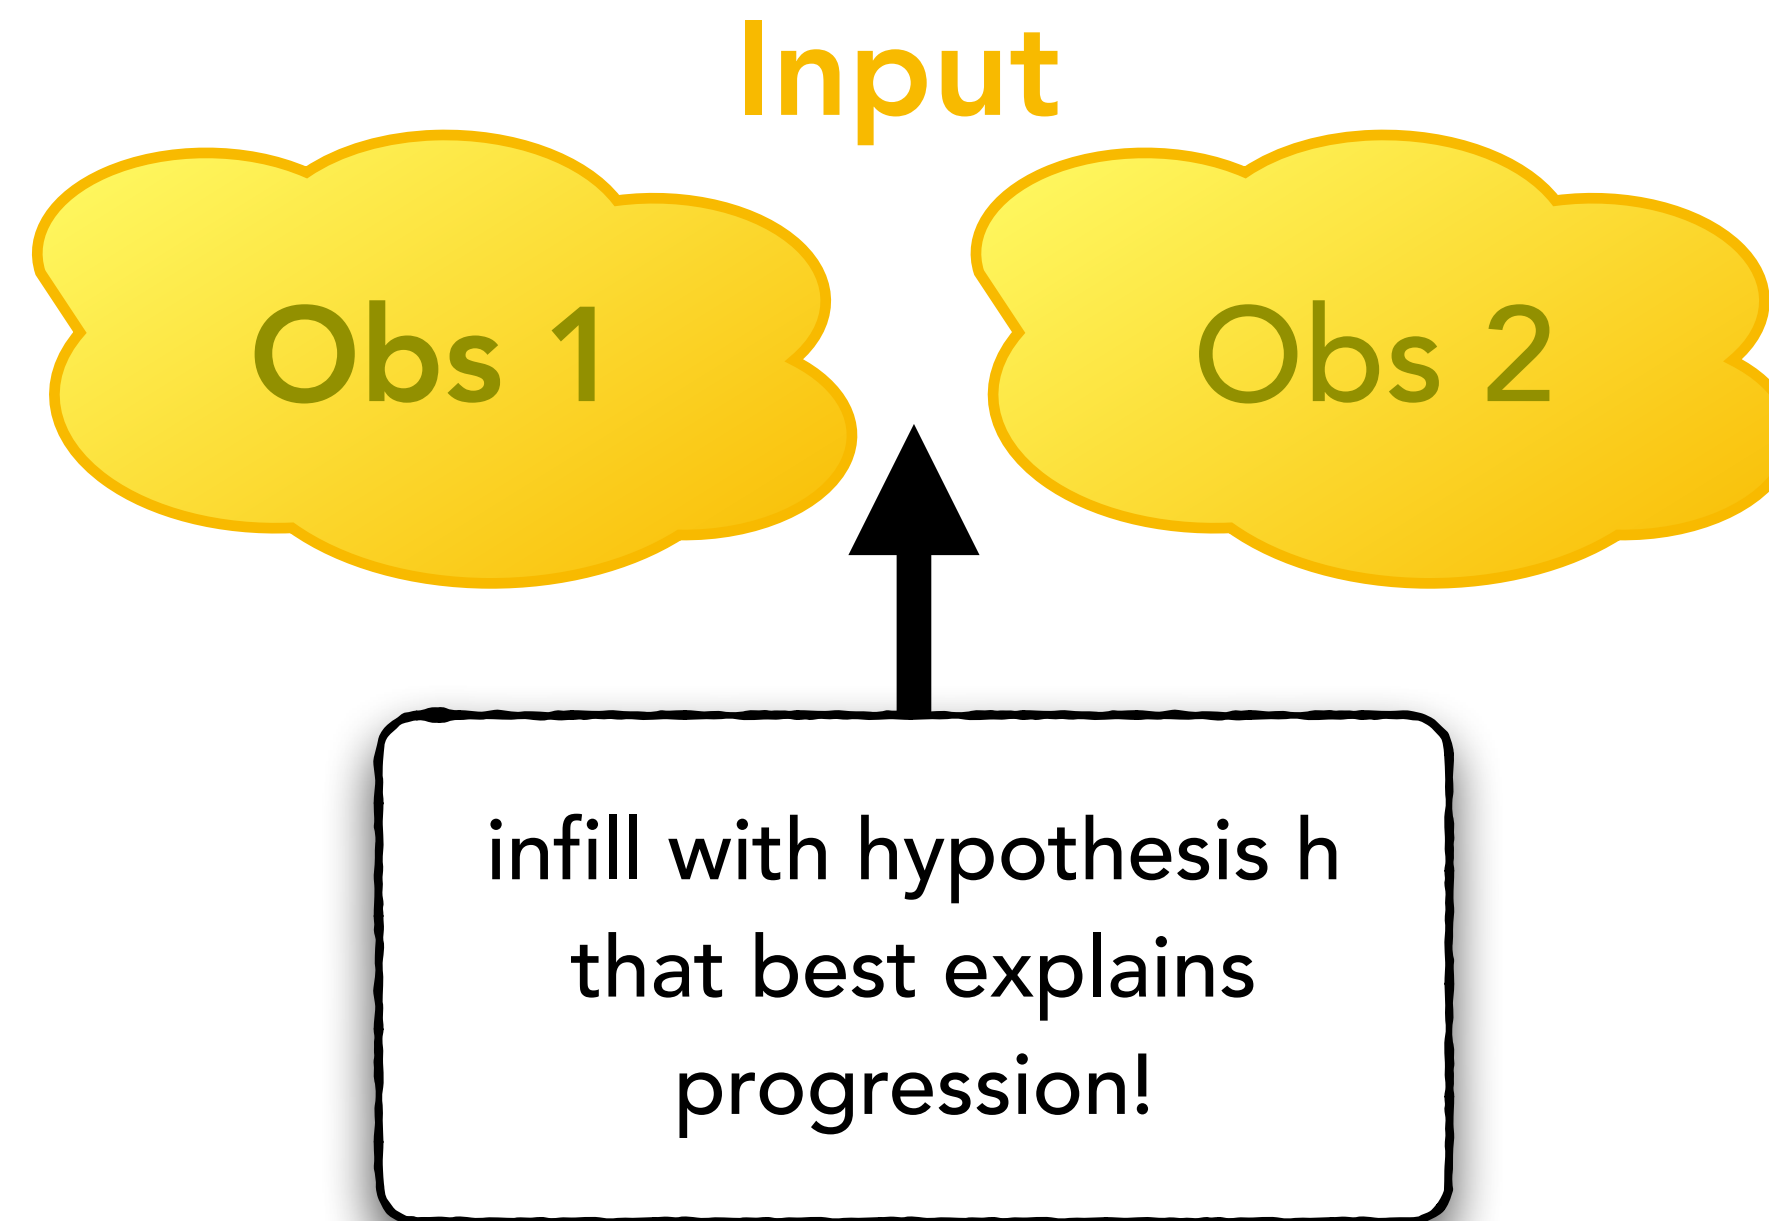 Input
Obs 1
Obs 2
infill with hypothesis h
that best explains
progression!